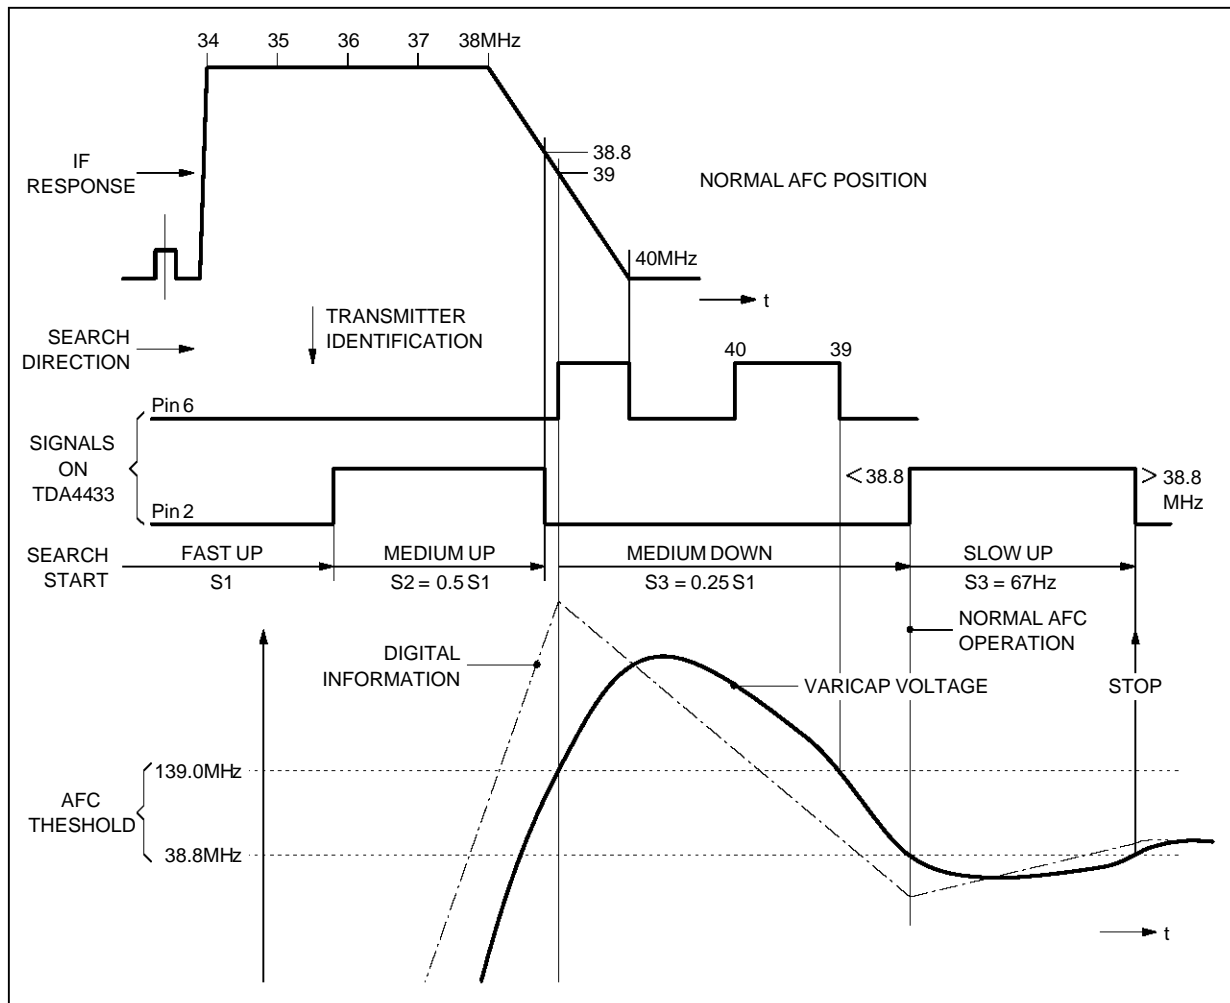 34 35 36 37 38MHz
38.8
39
IF
RESPONSE
NORMAL AFC POSITION
40MHz
t
TRANSMITTER
IDENTIFICATION
SEARCH
DIRECTION
40 39
Pin 6
SIGNALS
ON
TDA4433
< 38.8
> 38.8
MHz
Pin 2
SEARCH
START
FAST UP
S1
MEDIUM UP
S2 = 0.5 S1
MEDIUM DOWN
S3 = 0.25 S1
SLOW UP
S3 = 67Hz
NORMAL AFC
OPERATION
DIGITAL
INFORMATION
VARICAP VOLTAGE
STOP
139.0MHz
AFC
THESHOLD
38.8MHz
t